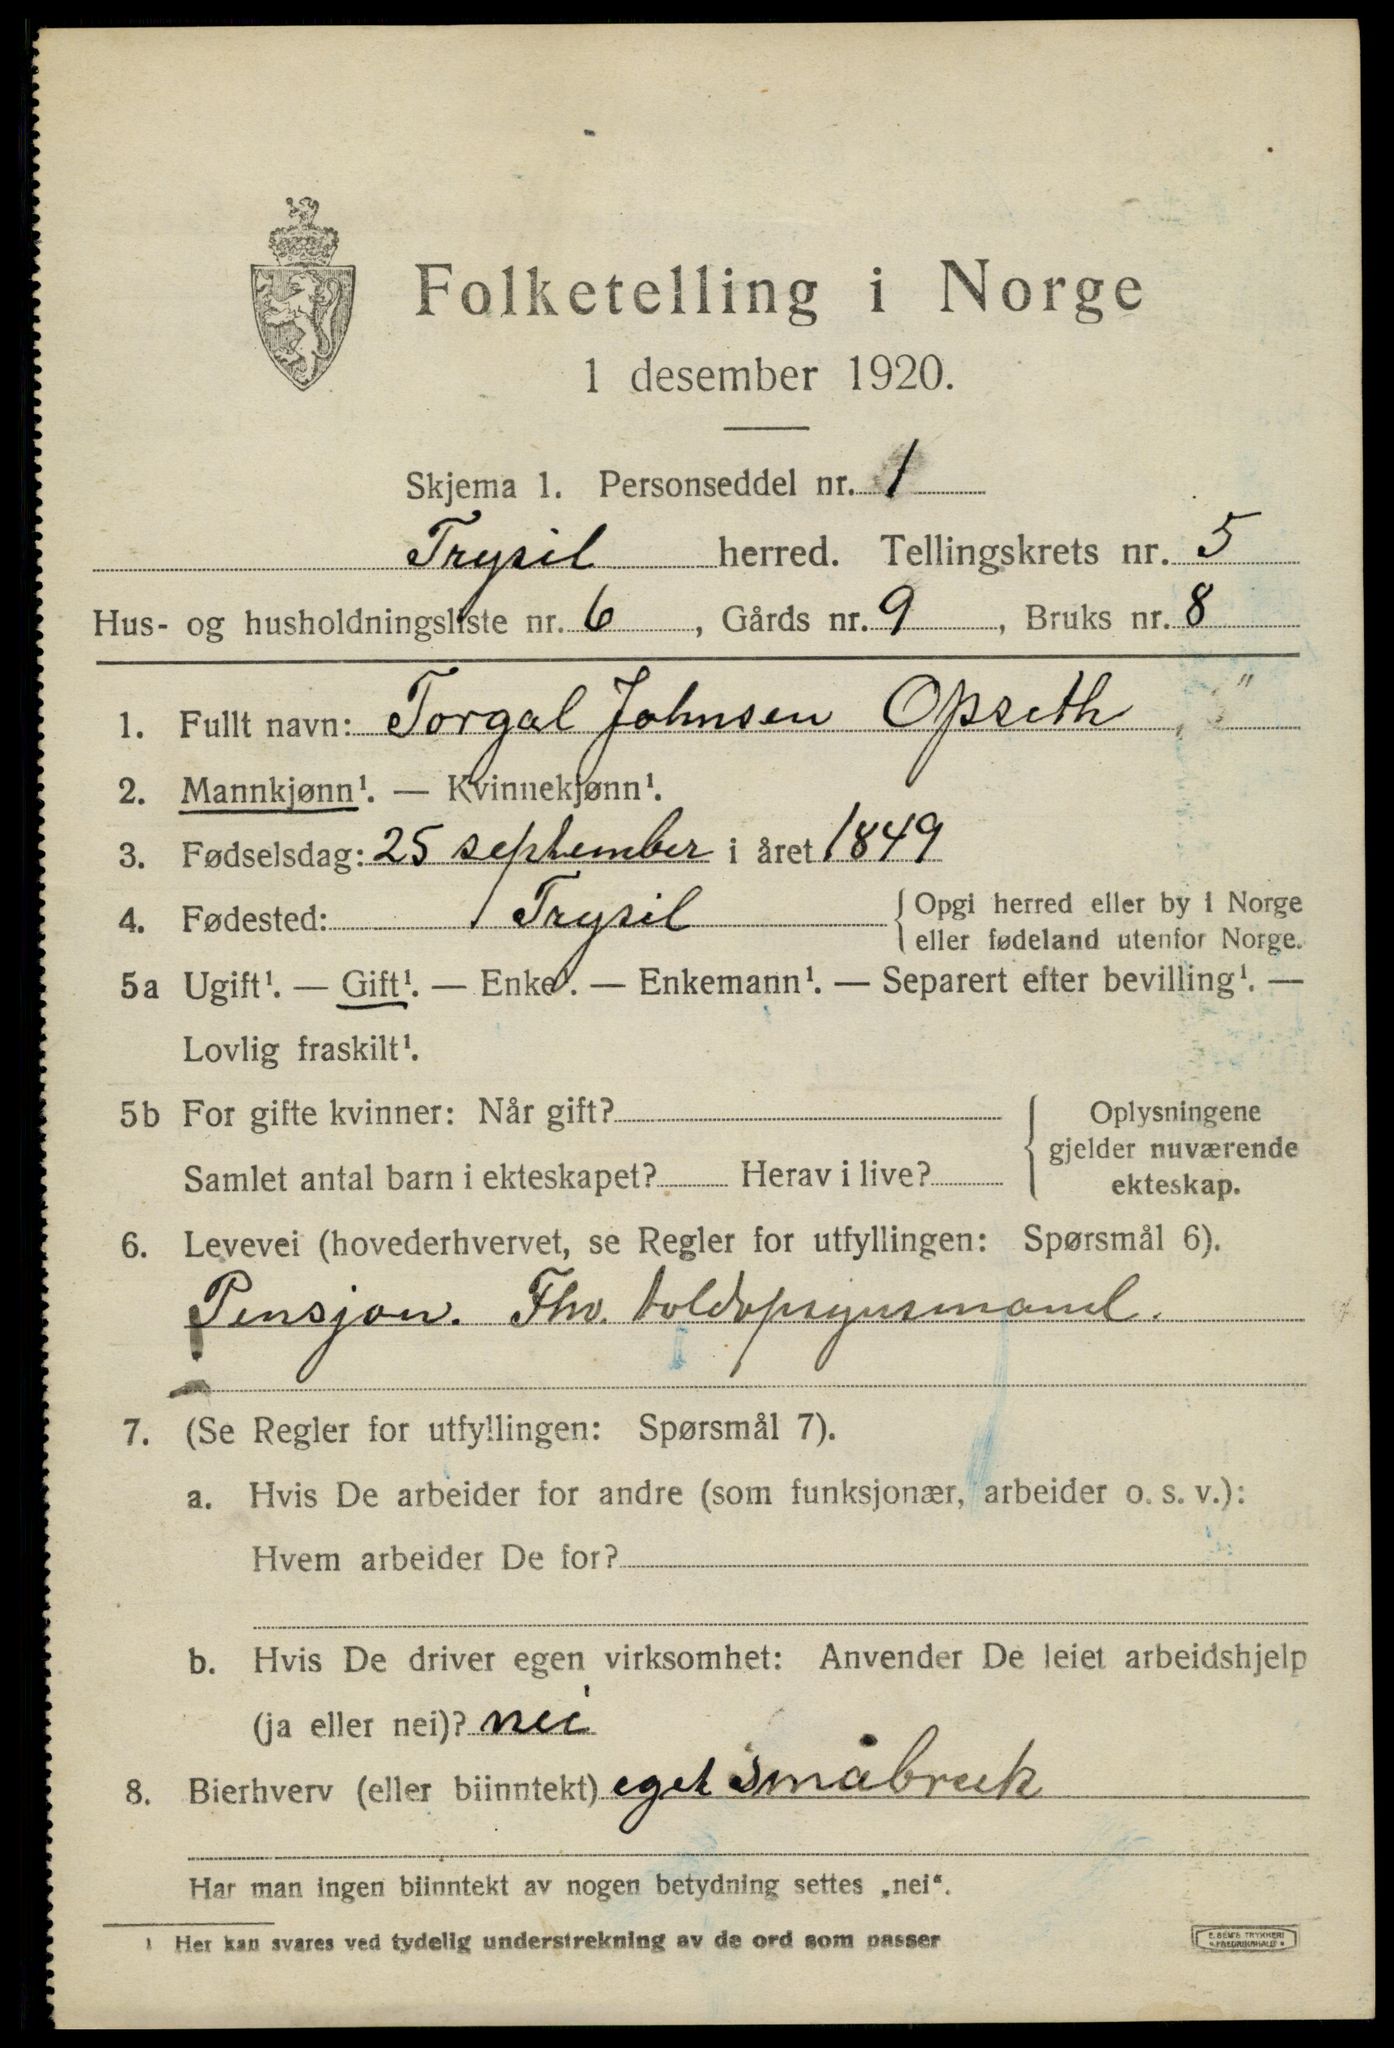 Folketelling i Norge
1 desember 1920.
Skjema 1. Personseddel nr. 1
Trysil herred. Tellingskrets nr. 5
Hus- og husholdningsliste nr. 6, Gårds nr. 9, Bruks nr. 8
1. Fullt navn: Torgal Johnsen Opseth
2. Mannkjønn¹. — Kvinnekjønn¹.
3. Fødselsdag: 25 september i året 1849
4. Fødested: Trysil { Opgi herred eller by i Norge
eller fødeland utenfor Norge.
5a Ugift¹. — Gift¹. — Enke¹. — Enkemann¹. — Separert efter bevilling¹. —
Lovlig fraskilt¹.
5b For gifte kvinner: Når gift? { Oplysningene
gjelder nuværende
Samlet antal barn i ekteskapet? Herav i live?
ekteskap.
6. Levevei (hovederhvervet, se Regler for utfyllingen: Spørsmål 6).
Pensjon. Fhv. toldopsynsmand.
7. (Se Regler for utfyllingen: Spørsmål 7).
a. Hvis De arbeider for andre (som funksjonær, arbeider o. s. v.):
Hvem arbeider De for?
b. Hvis De driver egen virksomhet: Anvender De leiet arbeidshjelp
(ja eller nei)? nei
8. Bierhverv (eller biinntekt) eget småbruk
Har man ingen biinntekt av nogen betydning settes „nei“.
¹ Her kan svares ved tydelig understrekning av de ord som passer
E. SEM'S TRYKKERI
FREDRIKSHALD